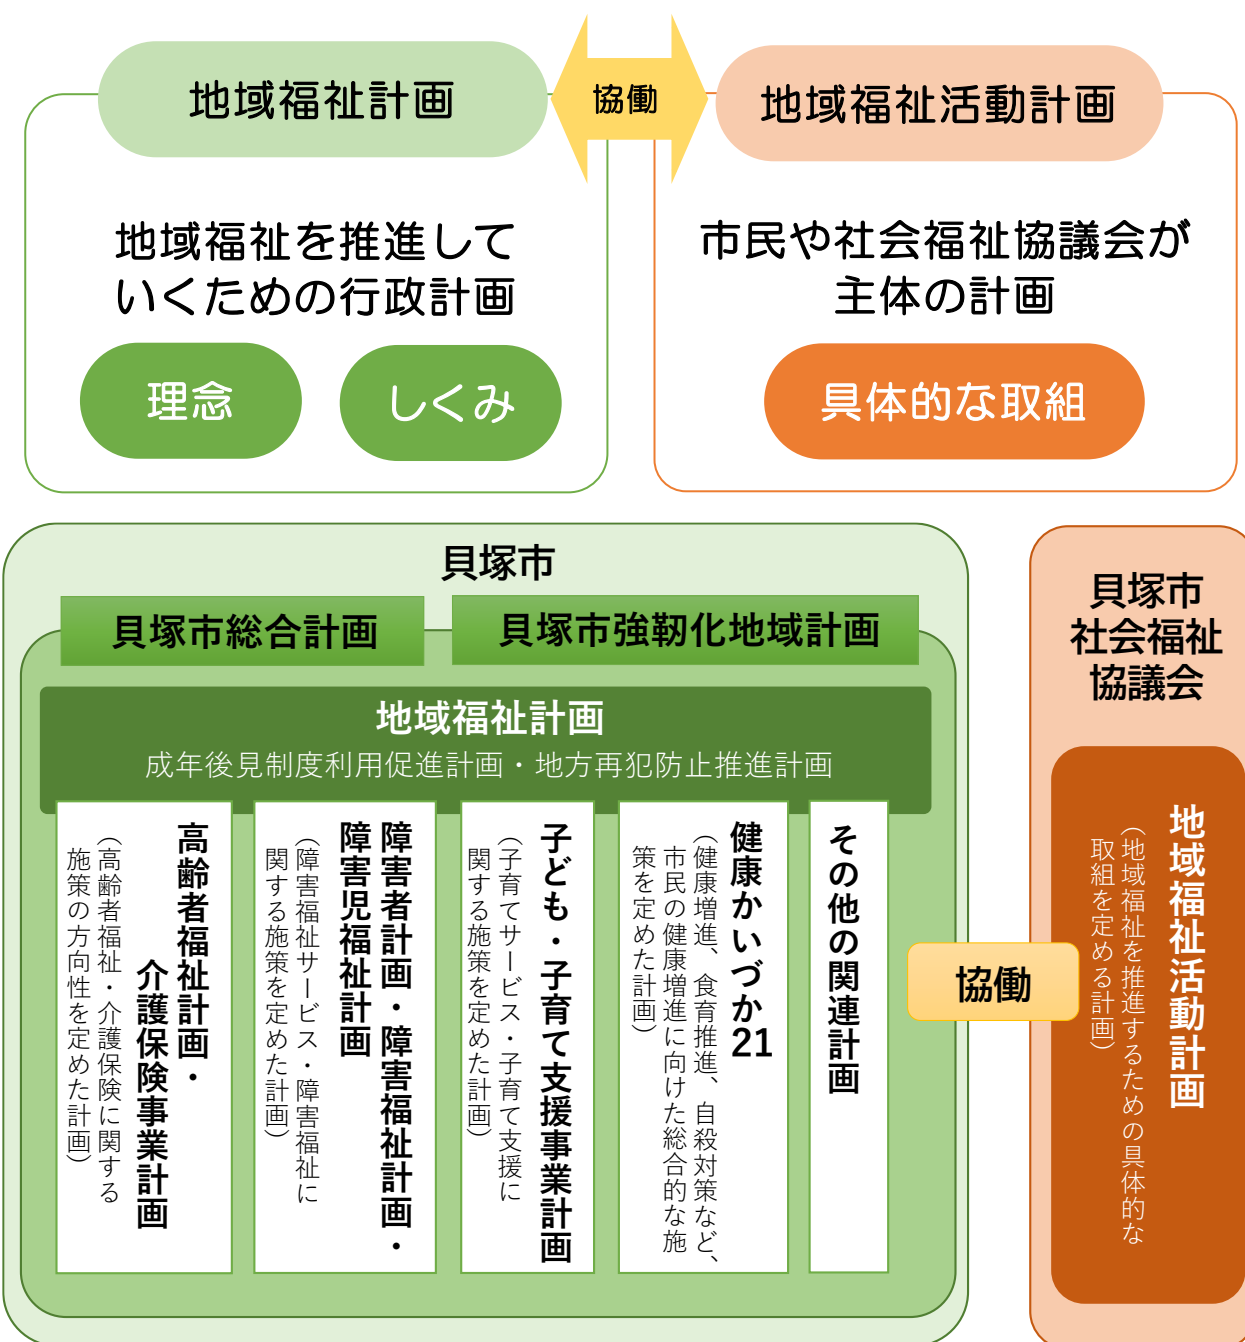 地域福祉計画
協働
地域福祉活動計画
地域福祉を推進して
いくための行政計画
理念
しくみ
市民や社会福祉協議会が
主体の計画
具体的な取組
貝塚市
貝塚市総合計画
貝塚市強靭化地域計画
地域福祉計画
成年後見制度利用促進計画・地方再犯防止推進計画
高齢者福祉計画・
介護保険事業計画
（高齢者福祉・介護保険に関する
施策の方向性を定めた計画）
障害者計画・障害福祉計画・
障害児福祉計画
（障害福祉サービス・障害福祉に
関する施策を定めた計画）
子ども・子育て支援事業計画
（子育てサービス・子育て支援に
関する施策を定めた計画）
健康かいづか21
（健康増進、食育推進、自殺対策など、
市民の健康増進に向けた総合的な施
策を定めた計画）
その他の関連計画
協働
貝塚市
社会福祉
協議会
地域福祉活動計画
（地域福祉を推進するための具体的な
取組を定める計画）